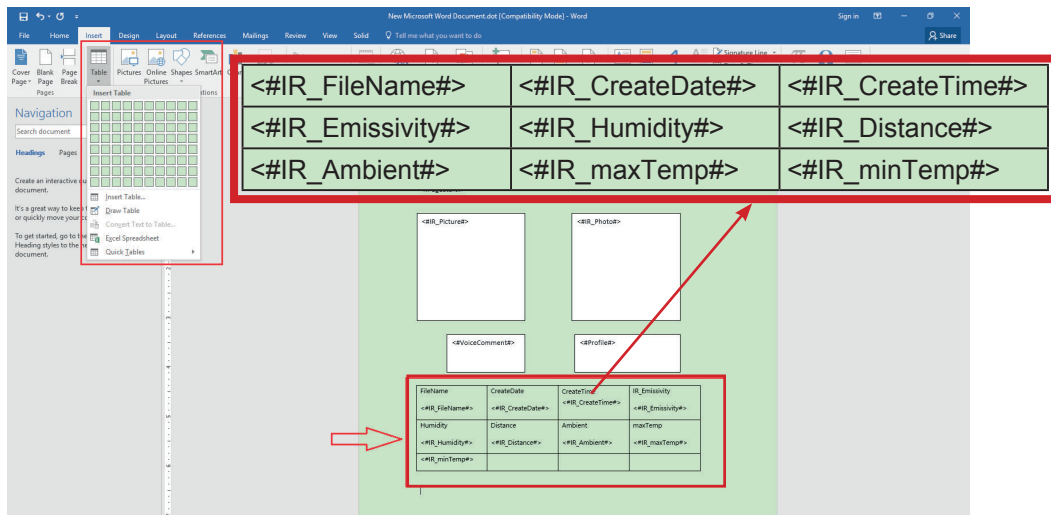 New Microsoft Word Document.dot [Compatibility Mode] - Word
Sign in
File Home Insert Design Layout References Mailings Review View Solid Tell me what you want to do
Share
Cover Page Blank Page Page Break Table Pictures Online Pictures Shapes SmartArt
Signature Line
Pages
Insert Table
Insert Table...
Draw Table
Convert Text to Table...
Excel Spreadsheet
Quick Tables
Navigation
Search document
Headings Pages
Create an interactive
document.
It's a great way to keep
or quickly move your
To get started, go to the
Heading styles to the
document.
<#IR_FileName#> <#IR_CreateDate#> <#IR_CreateTime#>
<#IR_Emissivity#> <#IR_Humidity#> <#IR_Distance#>
<#IR_Ambient#> <#IR_maxTemp#> <#IR_minTemp#>
<#IR_Picture#> <#IR_Photo#>
<#VoiceComment#> <#Profile#>
FileName CreateDate CreateTime IR_Emissivity
<#IR_FileName#> <#IR_CreateDate#> <#IR_CreateTime#> <#IR_Emissivity#>
Humidity Distance Ambient maxTemp
<#IR_Humidity#> <#IR_Distance#> <#IR_Ambient#> <#IR_maxTemp#>
<#IR_minTemp#>